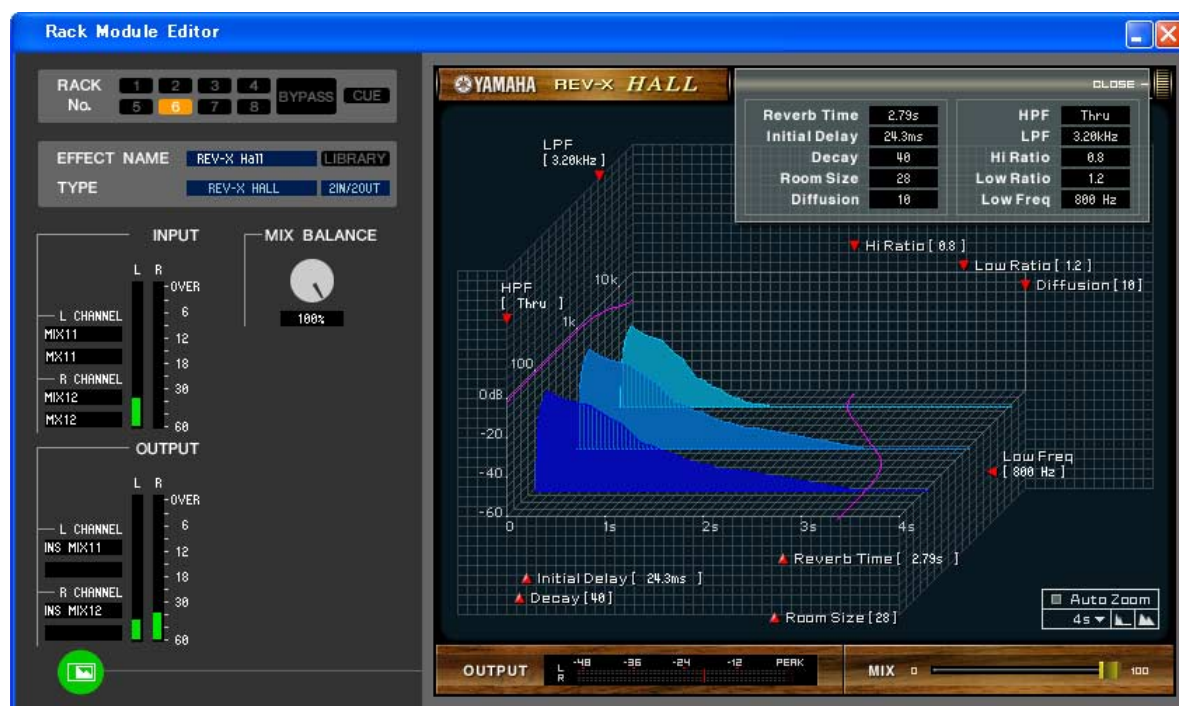 Rack Module Editor
RACK No.
1 2 3 4
5 6 7 8
BYPASS
CUE
EFFECT NAME REV-X Hall LIBRARY
TYPE REV-X HALL 2IN/2OUT
INPUT
L R
OVER
6
12
18
30
60
L CHANNEL
MIX11
MX11
R CHANNEL
MIX12
MX12
MIX BALANCE
100%
OUTPUT
L R
OVER
6
12
18
30
60
L CHANNEL
INS MIX11
R CHANNEL
INS MIX12
YAMAHA REV-X HALL
CLOSE
Reverb Time 2.79s
Initial Delay 24.3ms
Decay 40
Room Size 28
Diffusion 10
HPF Thru
LPF 3.20kHz
Hi Ratio 0.8
Low Ratio 1.2
Low Freq 800 Hz
LPF
[ 3.20kHz ]
Hi Ratio [ 0.8 ]
Low Ratio [ 1.2 ]
Diffusion [ 10 ]
HPF
[ Thru ]
10k
1k
100
0dB
-20
-40
-60
0 1s 2s 3s 4s
Low Freq
[ 800 Hz ]
Reverb Time [ 2.79s ]
Initial Delay [ 24.3ms ]
Decay [40]
Room Size [28]
Auto Zoom
4s
OUTPUT
L
R
-48 -36 -24 -12 PEAK
MIX 0 100